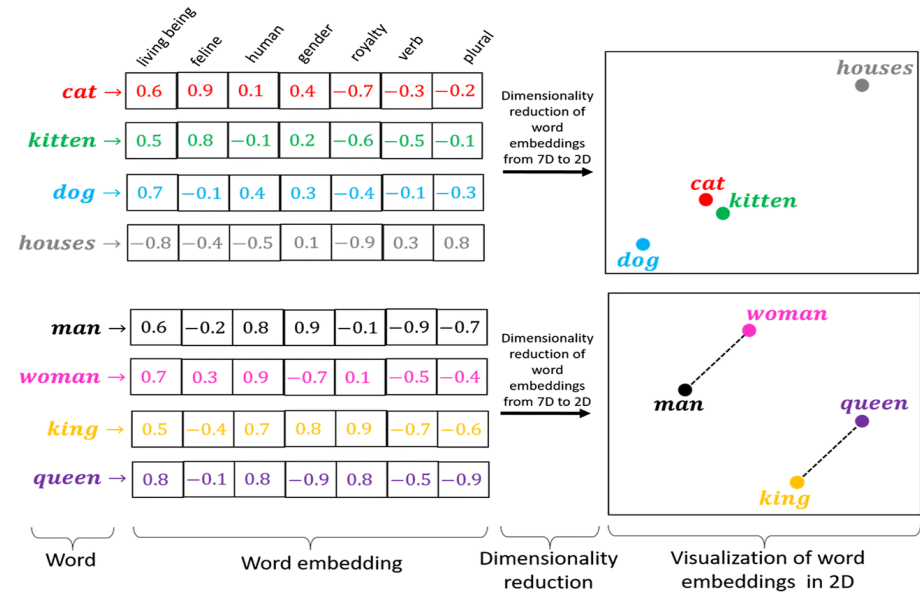 living being feline human gender royalty verb plural
cat → 0.6 0.9 0.1 0.4 −0.7 −0.3 −0.2
kitten → 0.5 0.8 −0.1 0.2 −0.6 −0.5 −0.1
dog → 0.7 −0.1 0.4 0.3 −0.4 −0.1 −0.3
houses → −0.8 −0.4 −0.5 0.1 −0.9 0.3 0.8
Dimensionality
reduction of
word
embeddings
from 7D to 2D
houses
cat
kitten
dog
man → 0.6 −0.2 0.8 0.9 −0.1 −0.9 −0.7
woman → 0.7 0.3 0.9 −0.7 0.1 −0.5 −0.4
king → 0.5 −0.4 0.7 0.8 0.9 −0.7 −0.6
queen → 0.8 −0.1 0.8 −0.9 0.8 −0.5 −0.9
Dimensionality
reduction of
word
embeddings
from 7D to 2D
woman
man
queen
king
Word
Word embedding
Dimensionality
reduction
Visualization of word
embeddings in 2D